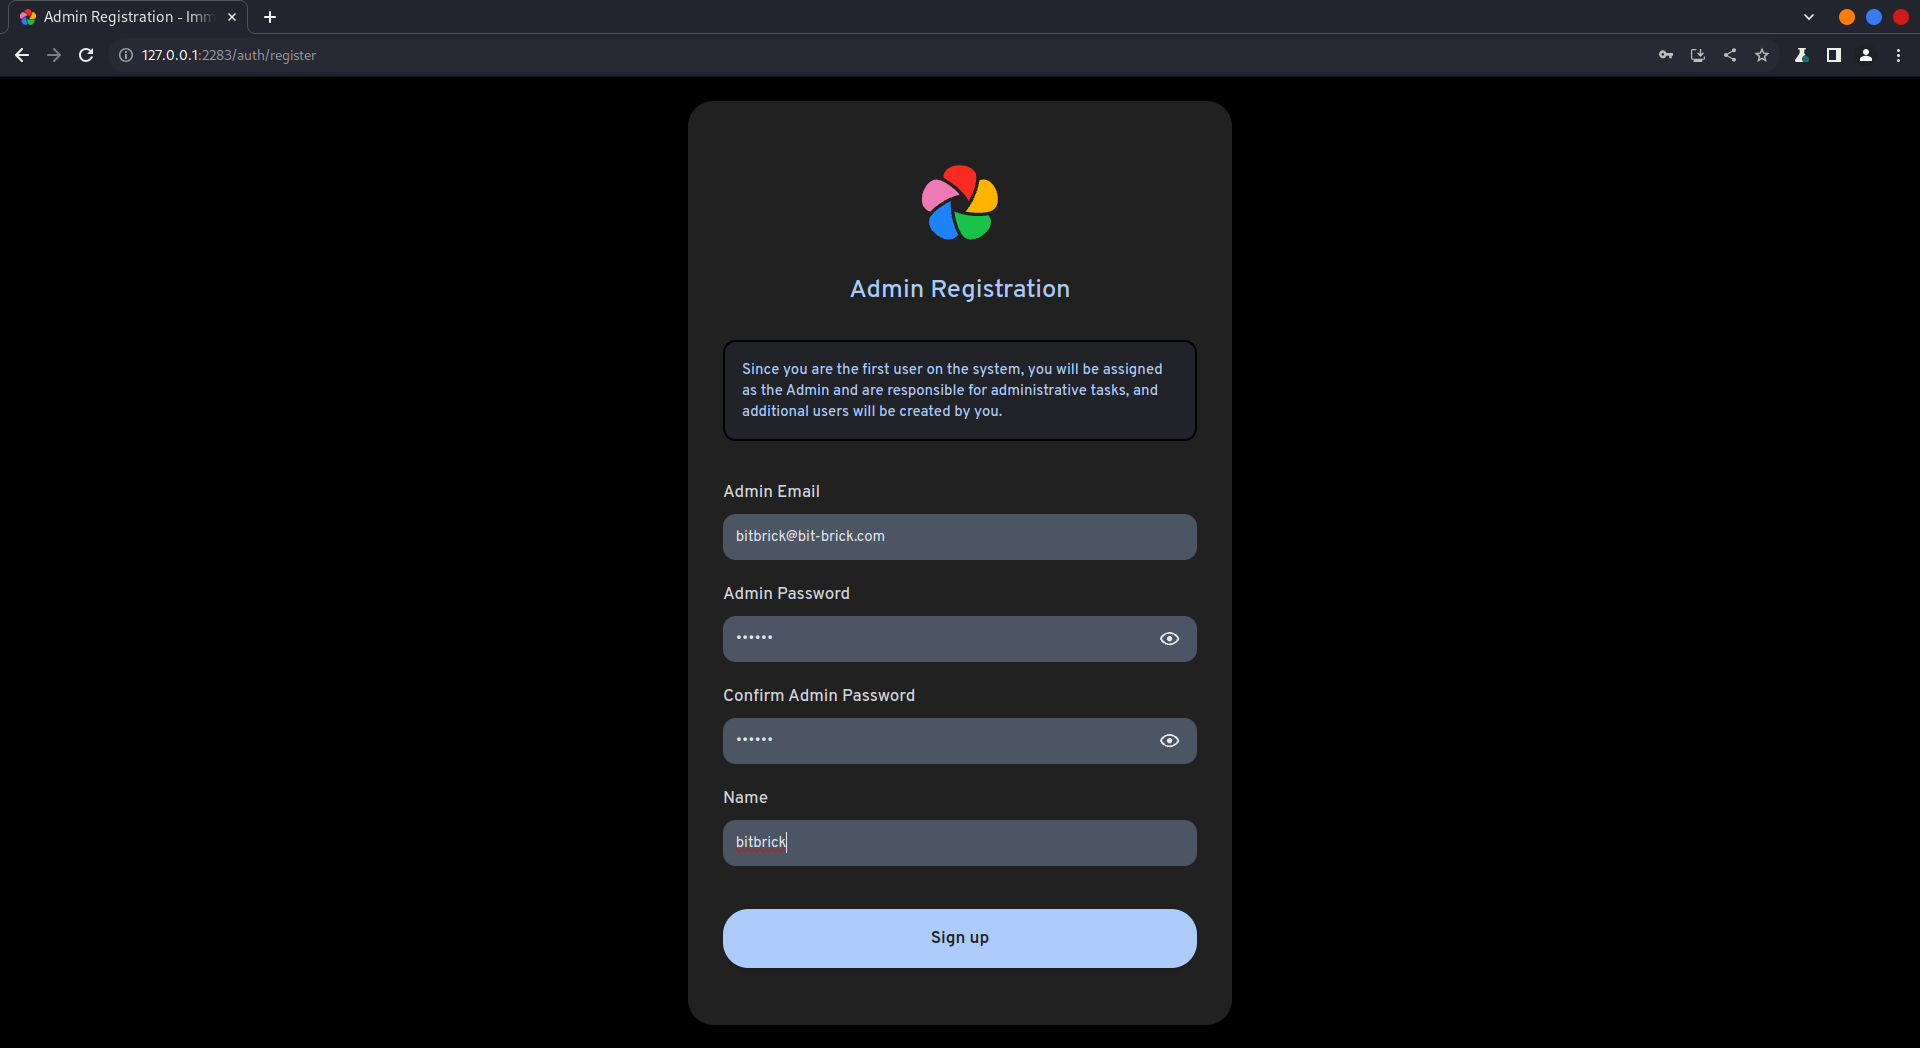 Admin Registration - Imm
127.0.0.1:2283/auth/register
Admin Registration
Since you are the first user on the system, you will be assigned
as the Admin and are responsible for administrative tasks, and
additional users will be created by you.
Admin Email
bitbrick@bit-brick.com
Admin Password
••••••
Confirm Admin Password
••••••
Name
bitbrick
Sign up